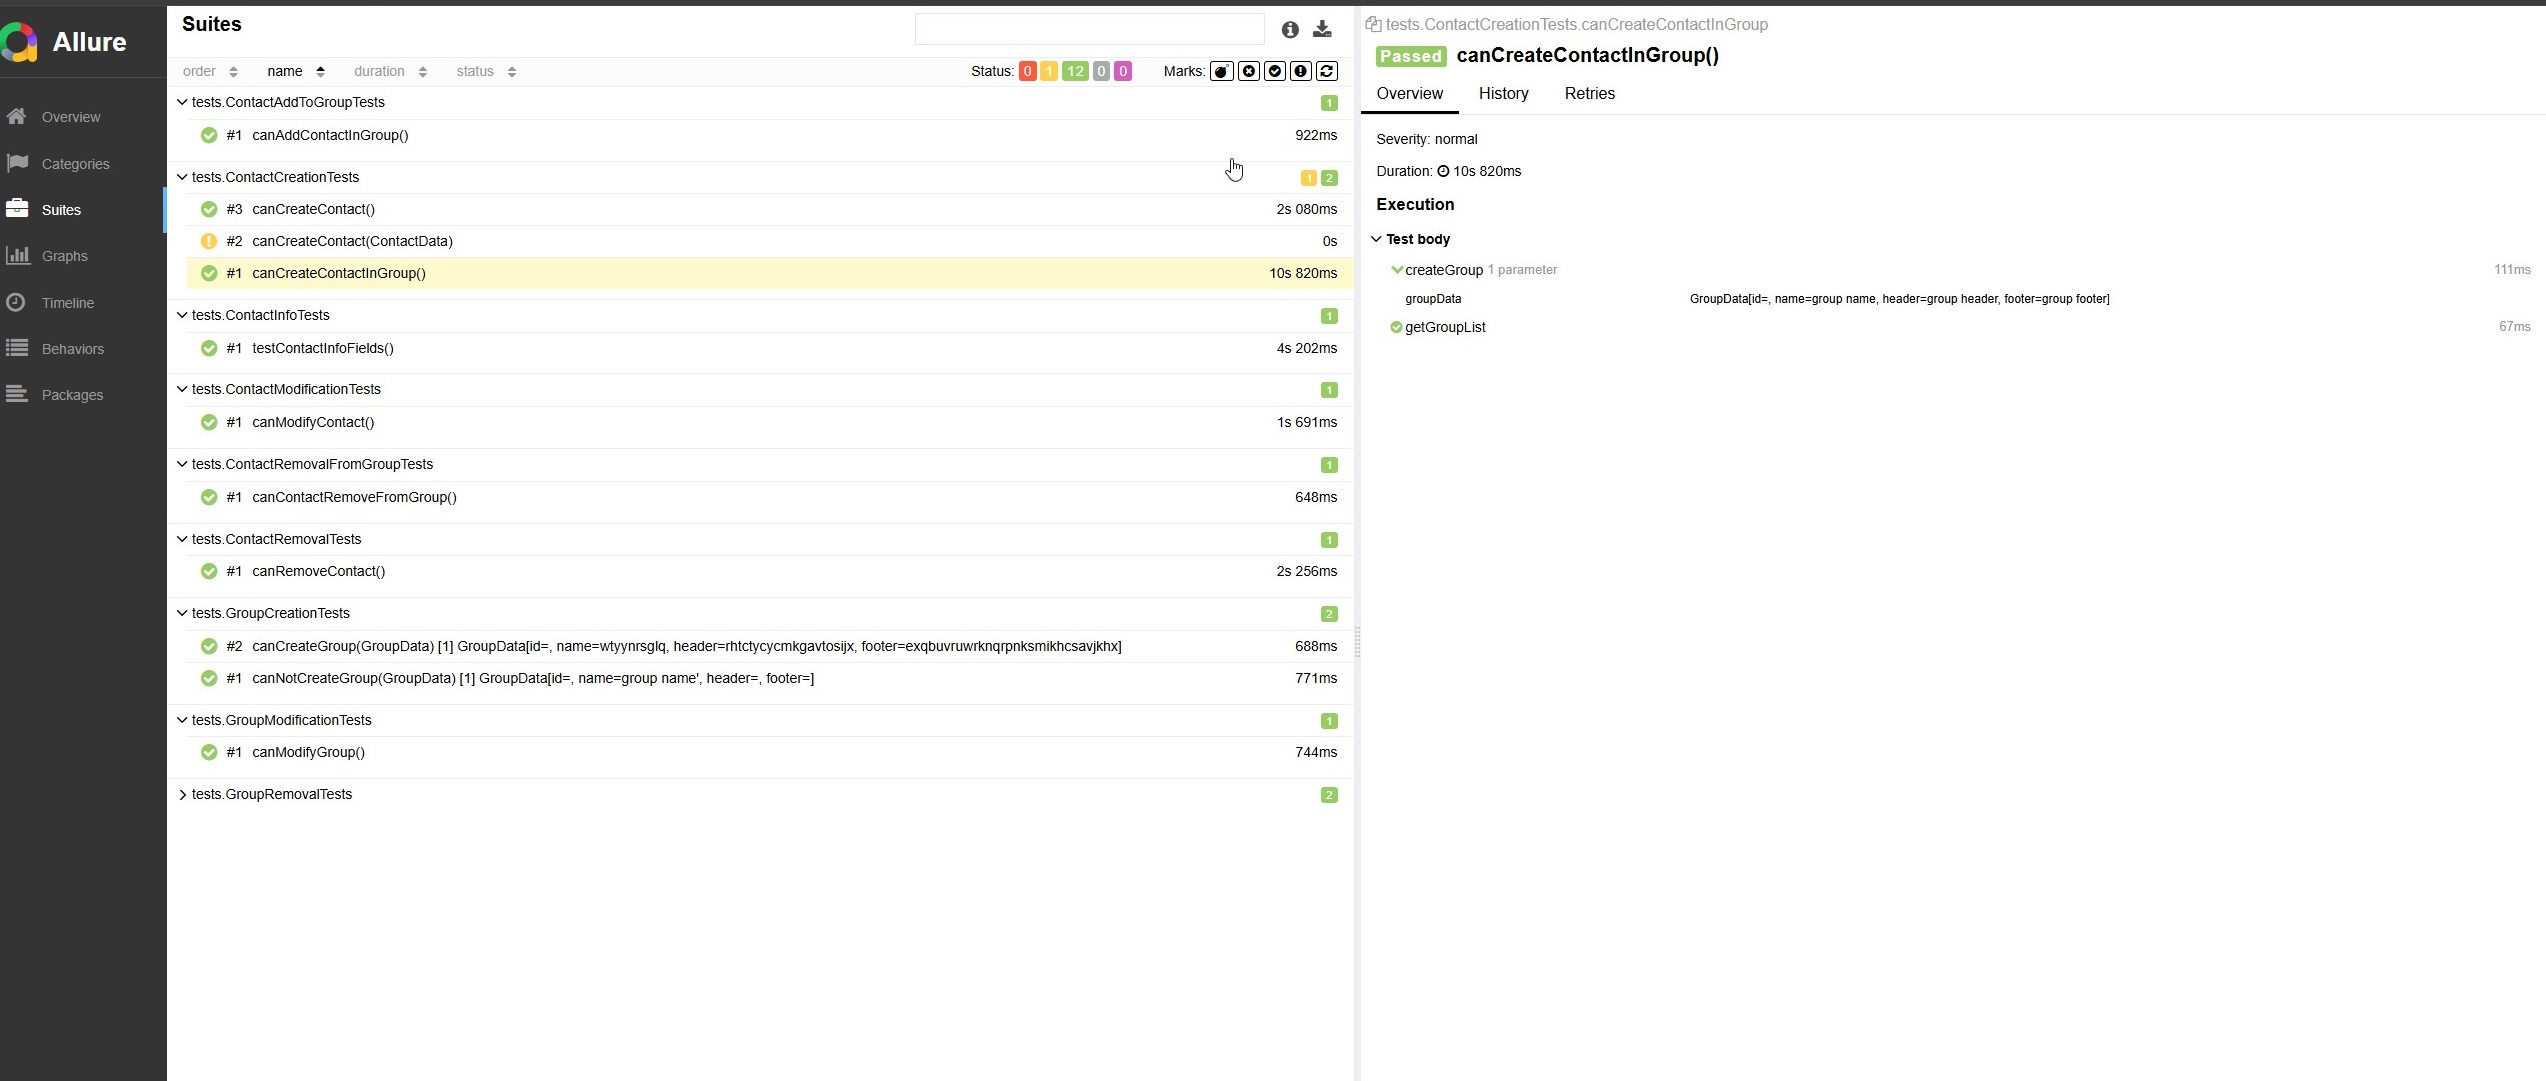 Allure
Overview
Categories
Suites
Graphs
Timeline
Behaviors
Packages
Suites
order name duration status Status: 0 1 12 0 0 Marks:
tests.ContactAddToGroupTests 1
#1 canAddContactInGroup() 922ms
tests.ContactCreationTests 1 2
#3 canCreateContact() 2s 080ms
#2 canCreateContact(ContactData) 0s
#1 canCreateContactInGroup() 10s 820ms
tests.ContactInfoTests 1
#1 testContactInfoFields() 4s 202ms
tests.ContactModificationTests 1
#1 canModifyContact() 1s 691ms
tests.ContactRemovalFromGroupTests 1
#1 canContactRemoveFromGroup() 648ms
tests.ContactRemovalTests 1
#1 canRemoveContact() 2s 256ms
tests.GroupCreationTests 2
#2 canCreateGroup(GroupData) [1] GroupData[id=, name=wtyynrsglq, header=rhtctycycmkgavtosijx, footer=exqbuvruwrknqrpnksmikhcsavjkhx] 688ms
#1 canNotCreateGroup(GroupData) [1] GroupData[id=, name=group name', header=, footer=] 771ms
tests.GroupModificationTests 1
#1 canModifyGroup() 744ms
tests.GroupRemovalTests 2
tests.ContactCreationTests.canCreateContactInGroup
Passed canCreateContactInGroup()
Overview History Retries
Severity: normal
Duration: 10s 820ms
Execution
Test body
createGroup 1 parameter 111ms
groupData GroupData[id=, name=group name, header=group header, footer=group footer]
getGroupList 67ms